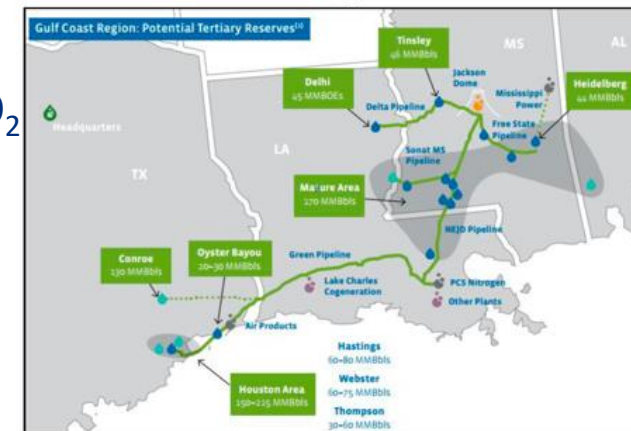 Gulf Coast Region: Potential Tertiary Reserves(2)
)2
Headquarters
TX
LA
MS
AL
Tinsley
46 MMBbls
Delhi
45 MMBOEs
Delta Pipeline
Jackson
Dome
Mississippi
Power
Heidelberg
44 MMBbls
Free State
Pipeline
Sonat MS
Pipeline
Mature Area
170 MMBbls
NEJD Pipeline
Conroe
130 MMBbls
Oyster Bayou
20–30 MMBbls
Green Pipeline
Lake Charles
Cogeneration
PCS Nitrogen
Other Plants
Air Products
Houston Area
150–225 MMBbls
Hastings
60–80 MMBbls
Webster
60–75 MMBbls
Thompson
30–60 MMBbls